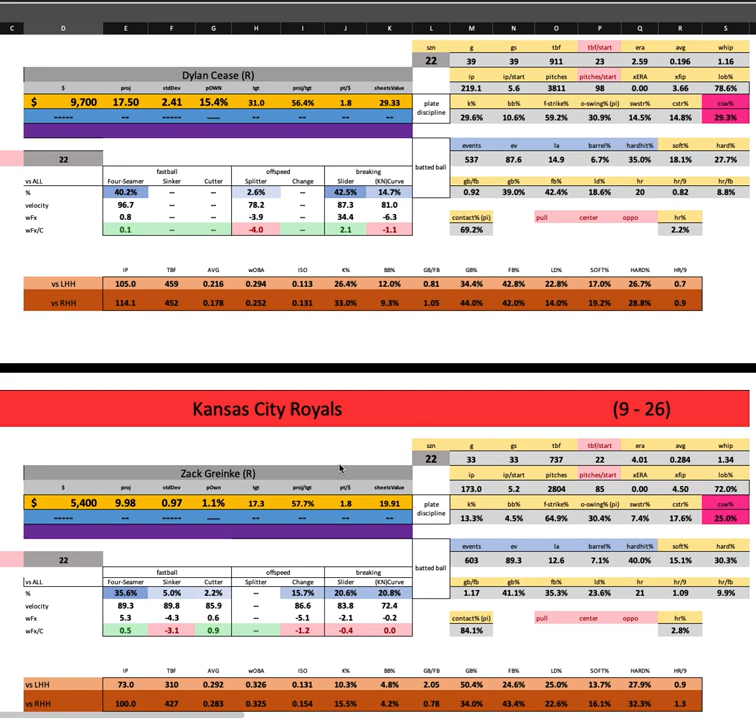 C D E F G H I J K L M N O P Q R S
szn g gs tbf tbf/start era avg whip
22 39 39 911 23 2.59 0.196 1.16
Dylan Cease (R)
ip ip/start pitches pitches/start xERA xfip lob%
219.1 5.6 3811 98 0.00 3.66 78.6%
$ proj stdDev pOWN tgt proj/tgt pt/$ sheetsValue
$ 9,700 17.50 2.41 15.4% 31.0 56.4% 1.8 29.33
----- -- -- ---- -- -- -- --
plate discipline
k% bb% f-strike% o-swing% (pi) swstr% cstr% csw%
29.6% 10.6% 59.2% 30.9% 14.5% 14.8% 29.3%
events ev la barrel% hardhit% soft% hard%
22
537 87.6 14.9 6.7% 35.0% 18.1% 27.7%
batted ball
fastball offspeed breaking
vs ALL Four-Seamer Sinker Cutter Splitter Change Slider (KN)Curve
gb/fb gb% fb% ld% hr hr/9 hr/fb
% 40.2% -- -- 2.6% -- 42.5% 14.7%
0.92 39.0% 42.4% 18.6% 20 0.82 8.8%
velocity 96.7 -- -- 78.2 -- 87.3 81.0
wFx 0.8 -- -- -3.9 -- 34.4 -6.3
contact% (pi) pull center oppo hr%
wFx/C 0.1 -- -- -4.0 -- 2.1 -1.1
69.2% 2.2%
IP TBF AVG wOBA ISO K% BB% GB/FB GB% FB% LD% SOFT% HARD% HR/9
vs LHH 105.0 459 0.216 0.294 0.113 26.4% 12.0% 0.81 34.4% 42.8% 22.8% 17.0% 26.7% 0.7
vs RHH 114.1 452 0.178 0.252 0.131 33.0% 9.3% 1.05 44.0% 42.0% 14.0% 19.2% 28.8% 0.9
Kansas City Royals (9 - 26)
szn g gs tbf tbf/start era avg whip
22 33 33 737 22 4.01 0.284 1.34
Zack Greinke (R)
ip ip/start pitches pitches/start xERA xfip lob%
173.0 5.2 2804 85 0.00 4.50 72.0%
$ proj stdDev pOwn tgt proj/tgt pt/$ sheetsValue
$ 5,400 9.98 0.97 1.1% 17.3 57.7% 1.8 19.91
----- -- -- ---- -- -- -- --
plate discipline
k% bb% f-strike% o-swing% (pi) swstr% cstr% csw%
13.3% 4.5% 64.9% 30.4% 7.4% 17.6% 25.0%
events ev la barrel% hardhit% soft% hard%
22
603 89.3 12.6 7.1% 40.0% 15.1% 30.3%
batted ball
fastball offspeed breaking
vs ALL Four-Seamer Sinker Cutter Splitter Change Slider (KN)Curve
gb/fb gb% fb% ld% hr hr/9 hr/fb
% 35.6% 5.0% 2.2% -- 15.7% 20.6% 20.8%
1.17 41.1% 35.3% 23.6% 21 1.09 9.9%
velocity 89.3 89.8 85.9 -- 86.6 83.8 72.4
wFx 5.3 -4.3 0.6 -- -5.1 -2.1 -0.2
contact% (pi) pull center oppo hr%
wFx/C 0.5 -3.1 0.9 -- -1.2 -0.4 0.0
84.1% 2.8%
IP TBF AVG wOBA ISO K% BB% GB/FB GB% FB% LD% SOFT% HARD% HR/9
vs LHH 73.0 310 0.292 0.326 0.131 10.3% 4.8% 2.05 50.4% 24.6% 25.0% 13.7% 27.9% 0.9
vs RHH 100.0 427 0.283 0.325 0.154 15.5% 4.2% 0.78 34.0% 43.4% 22.6% 16.1% 32.3% 1.3